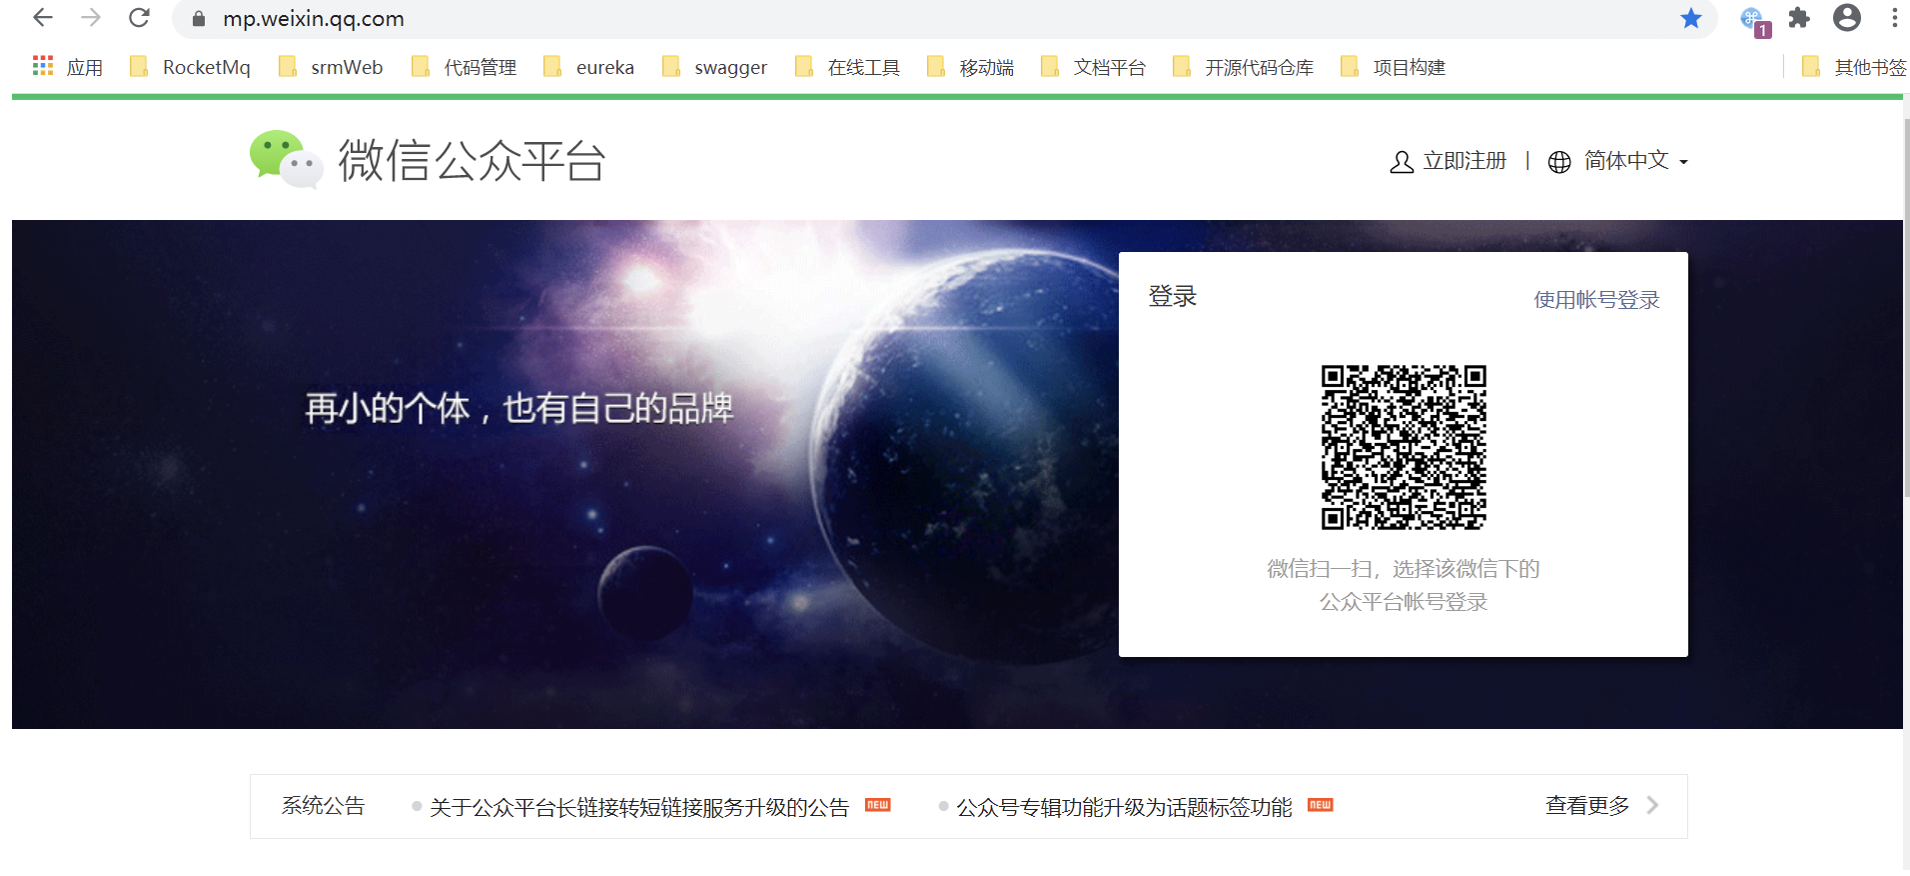 mp.weixin.qq.com
1
应用 RocketMq srmWeb 代码管理 eureka swagger 在线工具 移动端 文档平台 开源代码仓库 项目构建 其他书签
微信公众平台
立即注册 | 简体中文
登录 使用帐号登录
再小的个体，也有自己的品牌
微信扫一扫，选择该微信下的
公众平台帐号登录
系统公告 关于公众平台长链接转短链接服务升级的公告 NEW 公众号专辑功能升级为话题标签功能 NEW 查看更多